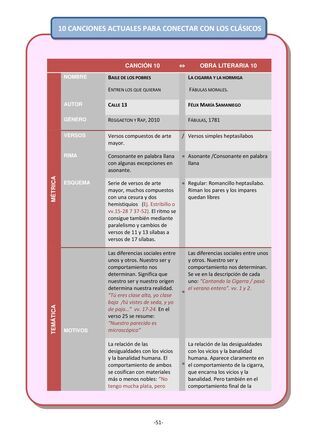 10 CANCIONES ACTUALES PARA CONECTAR CON LOS CLÁSICOS
CANCIÓN 10 ⇔ OBRA LITERARIA 10
NOMBRE
BAILE DE LOS POBRES
ENTREN LOS QUE QUIERAN
LA CIGARRA Y LA HORMIGA
FÁBULAS MORALES.
AUTOR
CALLE 13
FÉLIX MARÍA SAMANIEGO
GÉNERO
REGGAETON Y RAP, 2010
FÁBULAS, 1781
MÉTRICA
VERSOS
Versos compuestos de arte
mayor.
/
Versos simples heptasílabos
RIMA
Consonante en palabra llana
con algunas excepciones en
asonante.
=
Asonante /Consonante en palabra
llana
ESQUEMA
Serie de versos de arte
mayor, muchos compuestos
con una cesura y dos
hemistiquios (Ej. Estribillo o
vv.15-28 7 37-52). El ritmo se
consigue también mediante
paralelismo y cambios de
versos de 11 y 13 sílabas a
versos de 17 sílabas.
=
Regular: Romancillo heptasílabo.
Riman los pares y los impares
quedan libres
TEMÁTICA
MOTIVOS
Las diferencias sociales entre
unos y otros. Nuestro ser y
comportamiento nos
determinan. Significa que
nuestro ser y nuestro origen
determina nuestra realidad.
"Tú eres clase alta, yo clase
baja /tú vistes de seda, y yo
de paja..." vv. 17-24. En el
verso 25 se resume:
"Nuestro parecido es
microscópico"
=
Las diferencias sociales entre unos
y otros. Nuestro ser y
comportamiento nos determinan.
Se ve en la descripción de cada
uno: "Cantando la Cigarra / pasó
el verano entero". vv. 1 y 2.
La relación de las
desigualdades con los vicios
y la banalidad humana. El
comportamiento de ambos
se cosifican con materiales
más o menos nobles: "No
tengo mucha plata, pero
=
La relación de las desigualdades
con los vicios y la banalidad
humana. Aparece claramente en
el comportamiento de la cigarra,
que encarna los vicios y la
banalidad. Pero también en el
comportamiento final de la
-51-